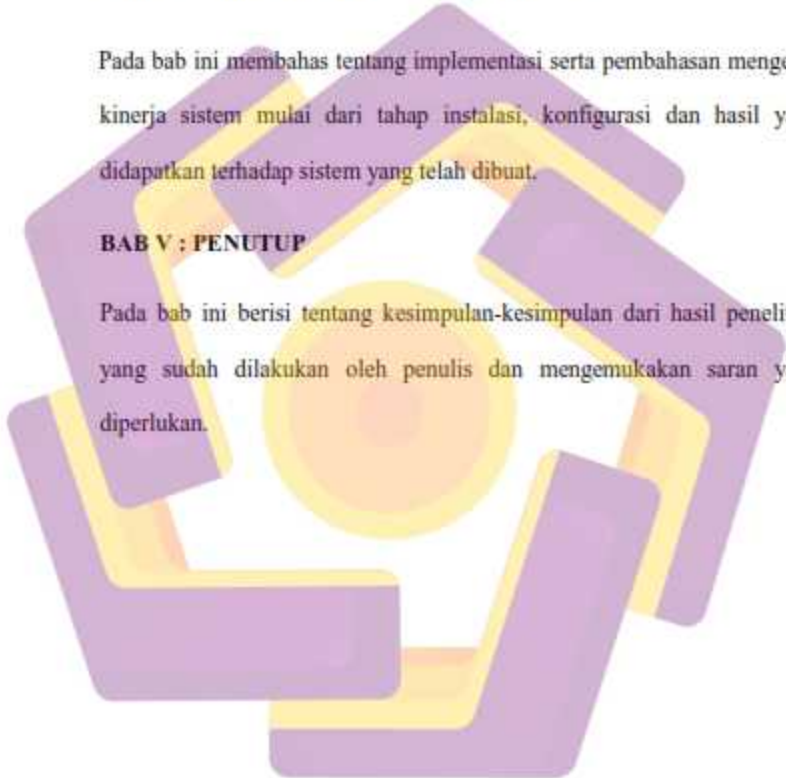 Pada bab ini membahas tentang implementasi serta pembahasan menge
kinerja sistem mulai dari tahap instalasi, konfigurasi dan hasil y
didapatkan terhadap sistem yang telah dibuat.
BAB V : PENUTUP
Pada bab ini berisi tentang kesimpulan-kesimpulan dari hasil penelit
yang sudah dilakukan oleh penulis dan mengemukakan saran y
diperlukan.